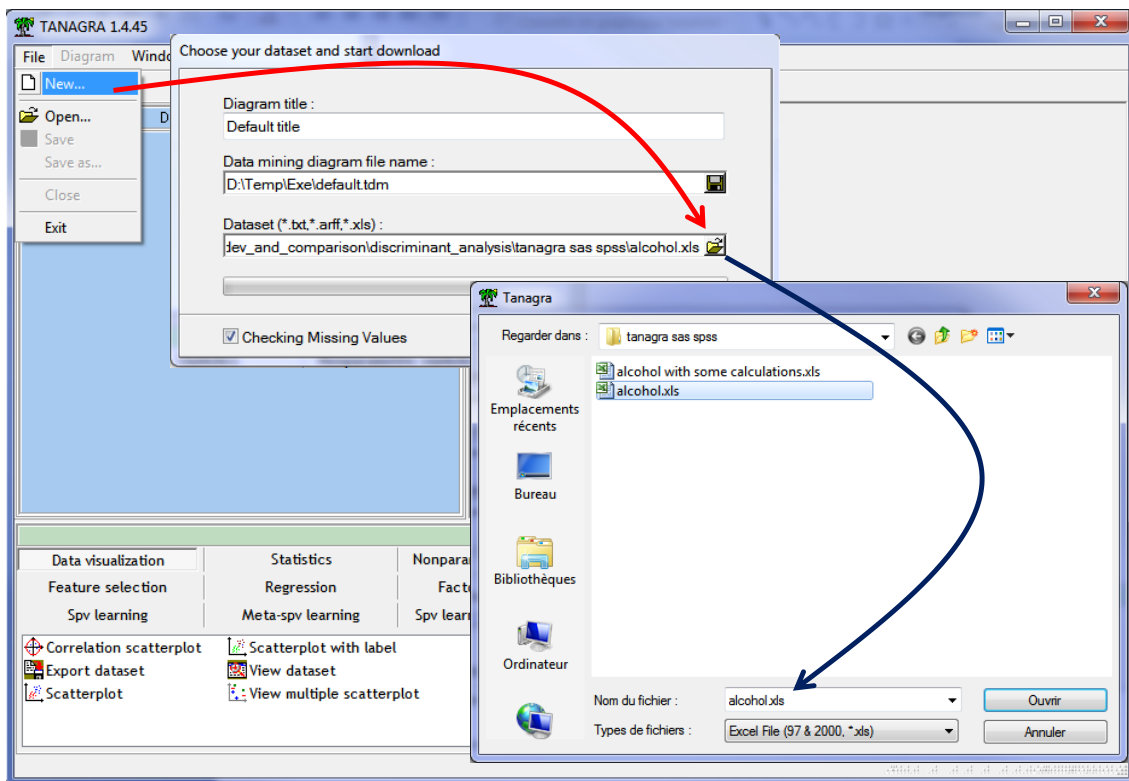 TANAGRA 1.4.45
File Diagram
New...
Open...
Save
Save as...
Close
Exit
D
Choose your dataset and start download
Diagram title :
Default title
Data mining diagram file name :
D:\Temp\Exe\default.tdm
Dataset (*.txt,*.arff,*.xls) :
dev_and_comparison\discriminant_analysis\tanagra sas spss\alcohol.xls
Checking Missing Values
Tanagra
Regarder dans : tanagra sas spss
alcohol with some calculations.xls
alcohol.xls
Emplacements
récents
Bureau
Bibliothèques
Ordinateur
Nom du fichier : alcohol.xls Ouvrir
Types de fichiers : Excel File (97 & 2000, *.xls) Annuler
Data visualization Statistics
Feature selection Regression
Spv learning Meta-spv learning
Correlation scatterplot Scatterplot with label
Export dataset View dataset
Scatterplot View multiple scatterplot